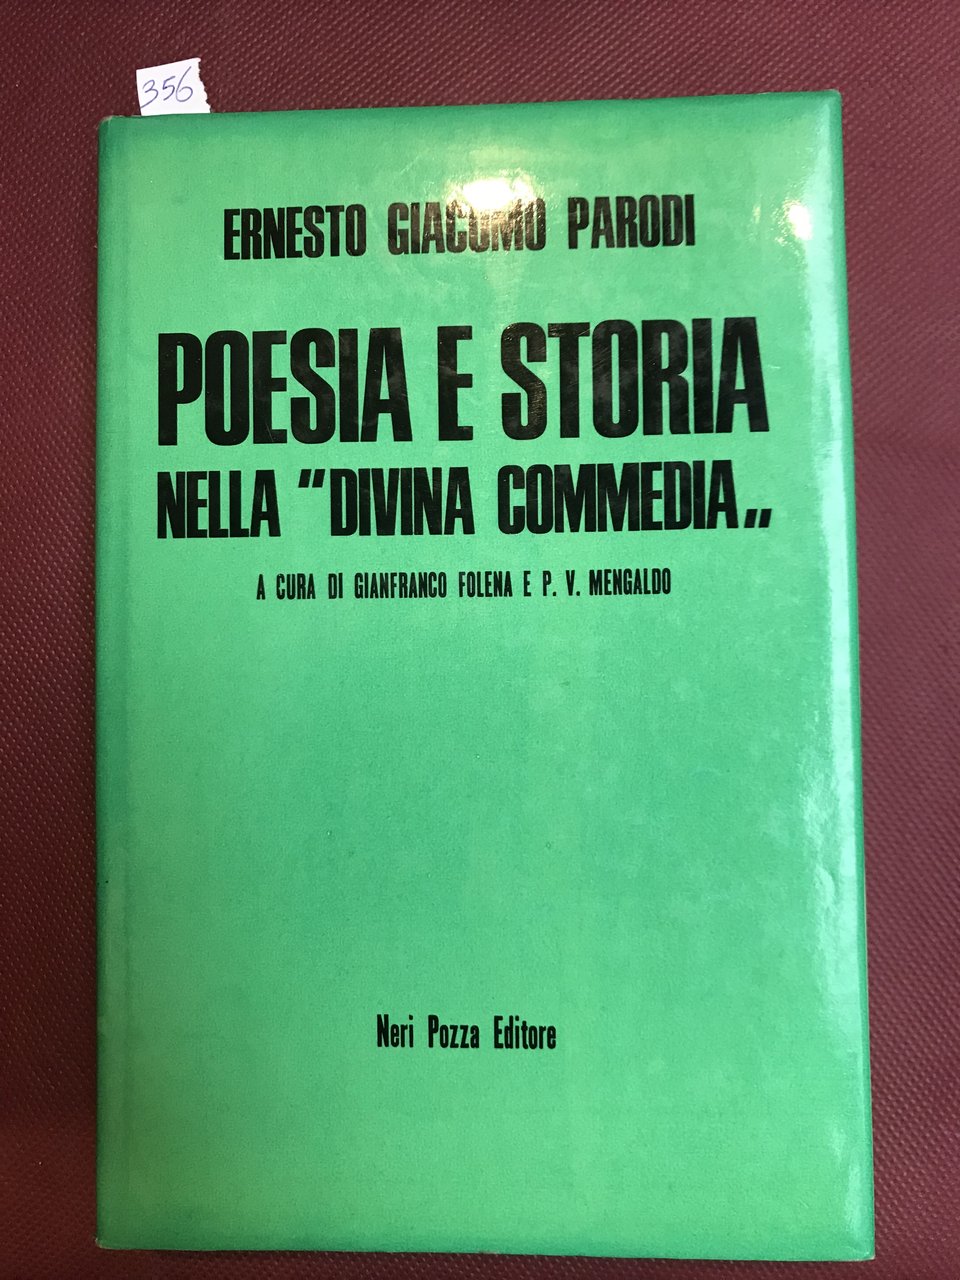 356
ERNESTO GIACOMO PARODI
POESIA E STORIA
NELLA "DIVINA COMMEDIA„
A CURA DI GIANFRANCO FOLENA E P. V. MENGALDO
Neri Pozza Editore